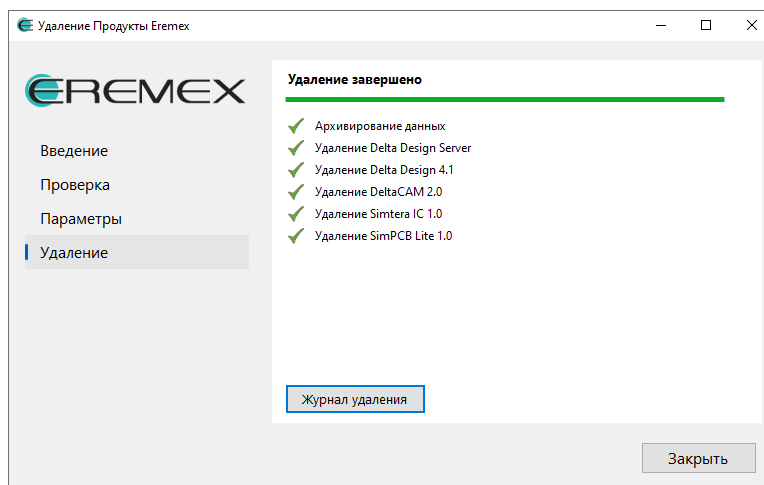 Удаление Продукты Eremex
EREMEX
Введение
Проверка
Параметры
Удаление
Удаление завершено
Архивирование данных
Удаление Delta Design Server
Удаление Delta Design 4.1
Удаление DeltaCAM 2.0
Удаление Simtera IC 1.0
Удаление SimPCB Lite 1.0
Журнал удаления
Закрыть